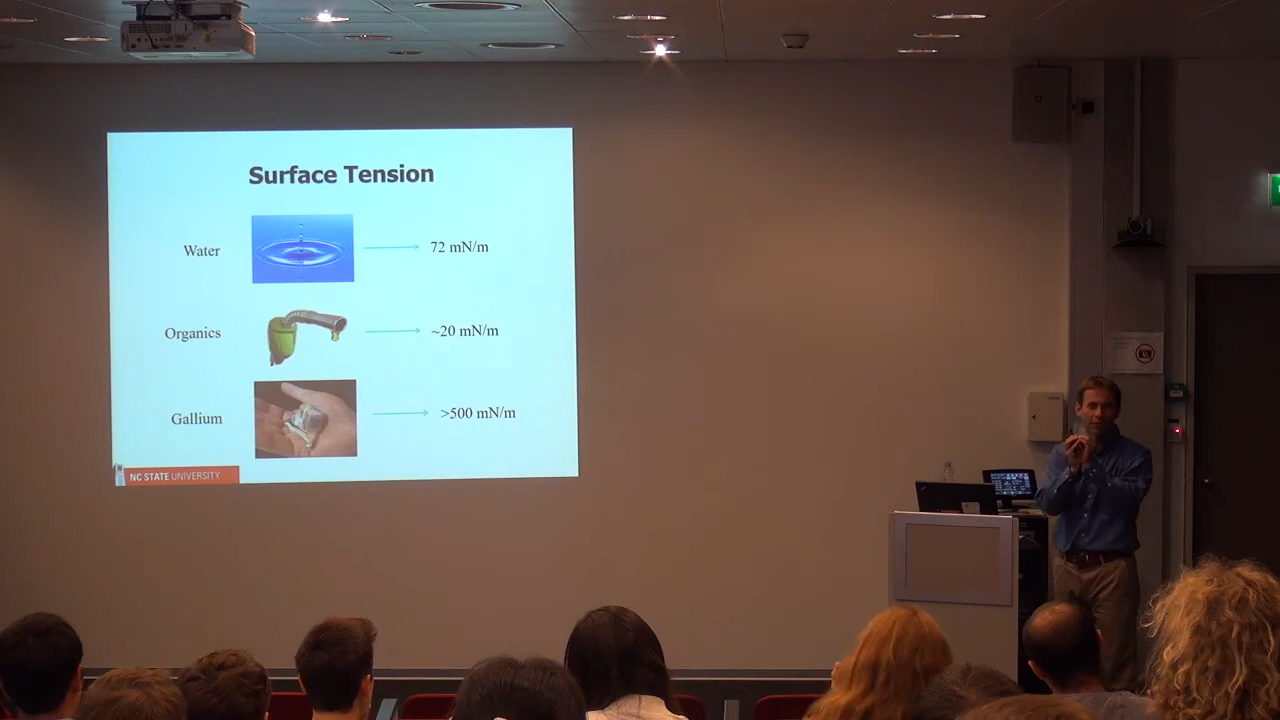 Surface Tension
Water
72 mN/m
Organics
~20 mN/m
Gallium
>500 mN/m
NC STATE UNIVERSITY